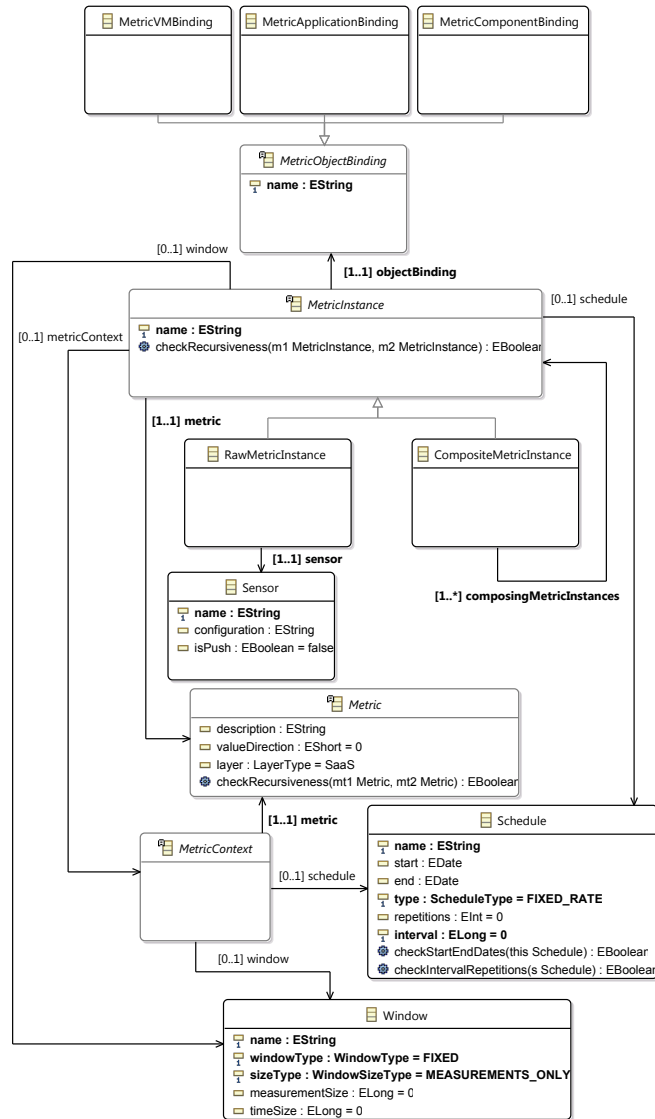 MetricVMBinding
MetricApplicationBinding
MetricComponentBinding
MetricObjectBinding
name : EString
[0..1] window
[1..1] objectBinding
MetricInstance
[0..1] schedule
name : EString
[0..1] metricContext
checkRecursiveness(m1 MetricInstance, m2 MetricInstance) : EBoolean
[1..1] metric
RawMetricInstance
CompositeMetricInstance
[1..1] sensor
Sensor
[1..*] composingMetricInstances
name : EString
configuration : EString
isPush : EBoolean = false
Metric
description : EString
valueDirection : EShort = 0
layer : LayerType = SaaS
checkRecursiveness(mt1 Metric, mt2 Metric) : EBoolean
[1..1] metric
Schedule
MetricContext
name : EString
start : EDate
[0..1] schedule
end : EDate
type : ScheduleType = FIXED_RATE
repetitions : EInt = 0
interval : ELong = 0
checkStartEndDates(this Schedule) : EBoolean
[0..1] window
checkIntervalRepetitions(s Schedule) : EBoolean
Window
name : EString
windowType : WindowType = FIXED
sizeType : WindowSizeType = MEASUREMENTS_ONLY
measurementSize : ELong = 0
timeSize : ELong = 0